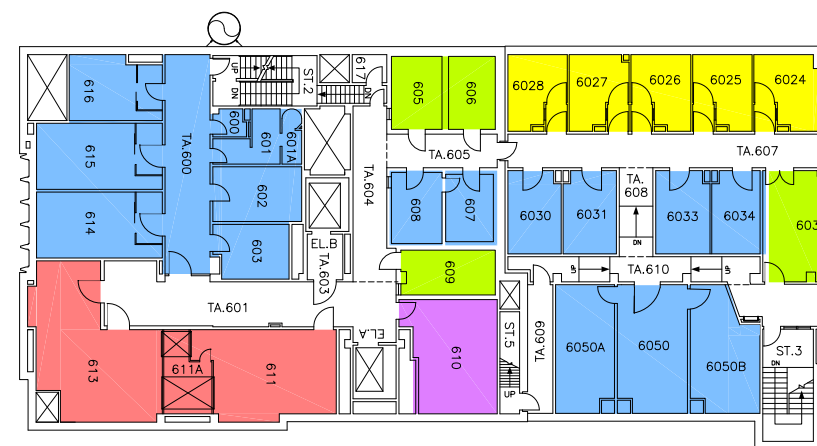 616
615
614
TA.600
UP
DN
ST.2
617
DN
600
601
601A
602
603
EL.B
TA.603
TA.604
605
606
TA.605
608
607
609
610
TA.601
EL.A
613
611A
611
ST.5
UP
TA.609
6028
6027
6026
6025
6024
TA.607
6030
6031
TA.
608
DN
6033
6034
UP
TA.610
UP
6050A
6050
6050B
ST.3
DN